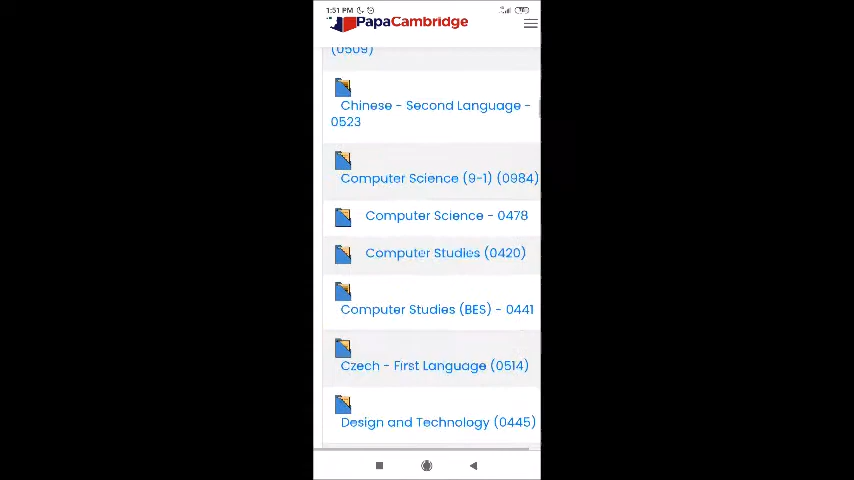 1:51 PM
PapaCambridge
(0509)
Chinese - Second Language -
0523
Computer Science (9-1) (0984)
Computer Science - 0478
Computer Studies (0420)
Computer Studies (BES) - 0441
Czech - First Language (0514)
Design and Technology (0445)